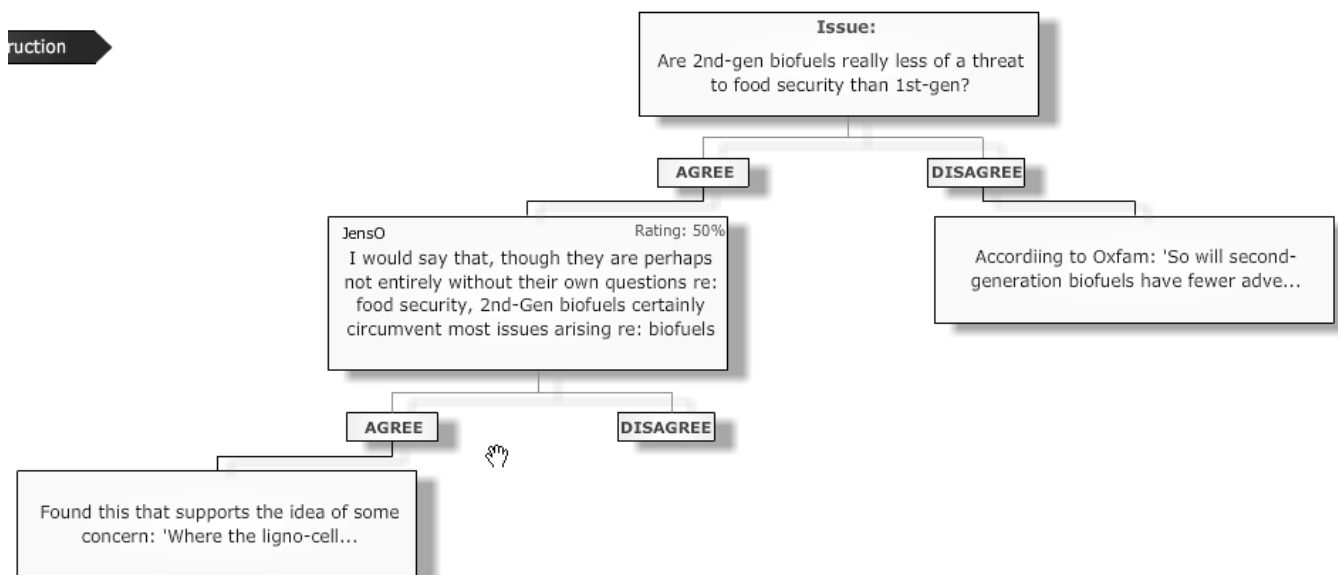 ruction
Issue:
Are 2nd-gen biofuels really less of a threat
to food security than 1st-gen?
AGREE
DISAGREE
JensO
Rating: 50%
I would say that, though they are perhaps
not entirely without their own questions re:
food security, 2nd-Gen biofuels certainly
circumvent most issues arising re: biofuels
Accordiing to Oxfam: 'So will second-
generation biofuels have fewer adve...
AGREE
DISAGREE
Found this that supports the idea of some
concern: 'Where the ligno-cell...